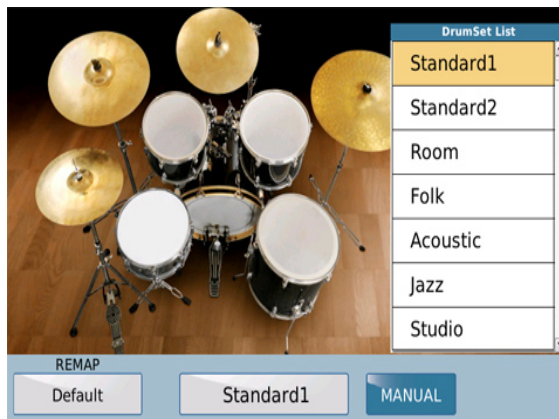 DrumSet List
Standard1
Standard2
Room
Folk
Acoustic
Jazz
Studio
REMAP
Default
Standard1
MANUAL